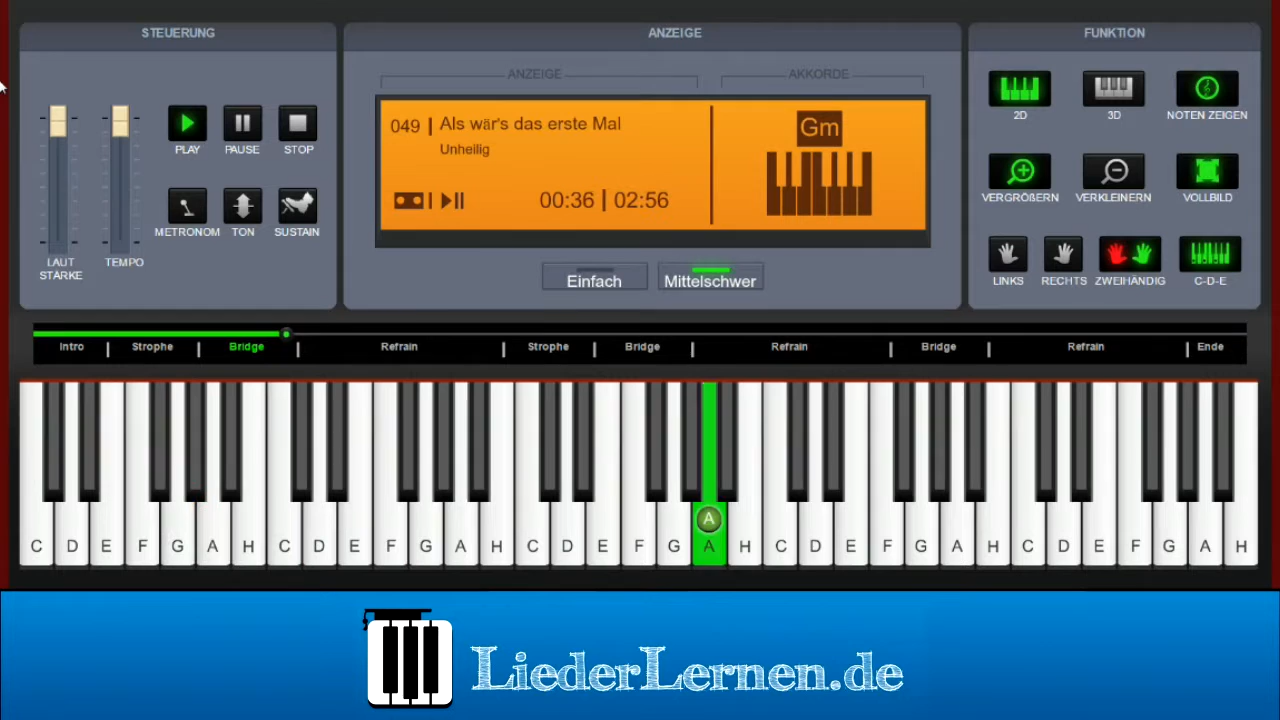 STEUERUNG
ANZEIGE
FUNKTION
ANZEIGE
AKKORDE
049 | Als wär's das erste Mal
Unheilig
00:36 | 02:56
Gm
PLAY
PAUSE
STOP
METRONOM
TON
SUSTAIN
LAUT
STÄRKE
TEMPO
Einfach
Mittelschwer
2D
3D
NOTEN ZEIGEN
VERGRÖßERN
VERKLEINERN
VOLLBILD
LINKS
RECHTS
ZWEIHÄNDIG
C-D-E
Intro | Strophe | Bridge | Refrain | Strophe | Bridge | Refrain | Bridge | Refrain | Ende
A
C D E F G A H C D E F G A H C D E F G A H C D E F G A H C D E F G A H
LiederLernen.de